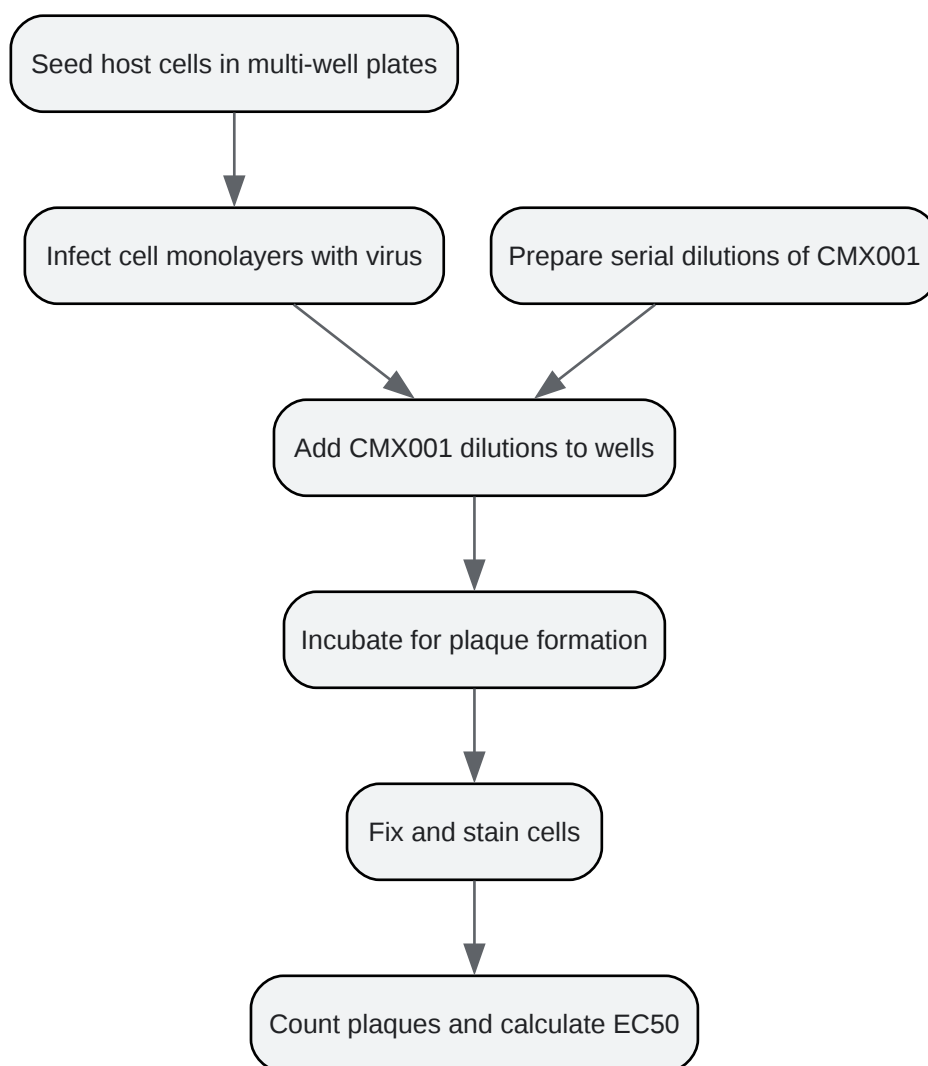 Seed host cells in multi-well plates
Infect cell monolayers with virus
Prepare serial dilutions of CMX001
Add CMX001 dilutions to wells
Incubate for plaque formation
Fix and stain cells
Count plaques and calculate EC50